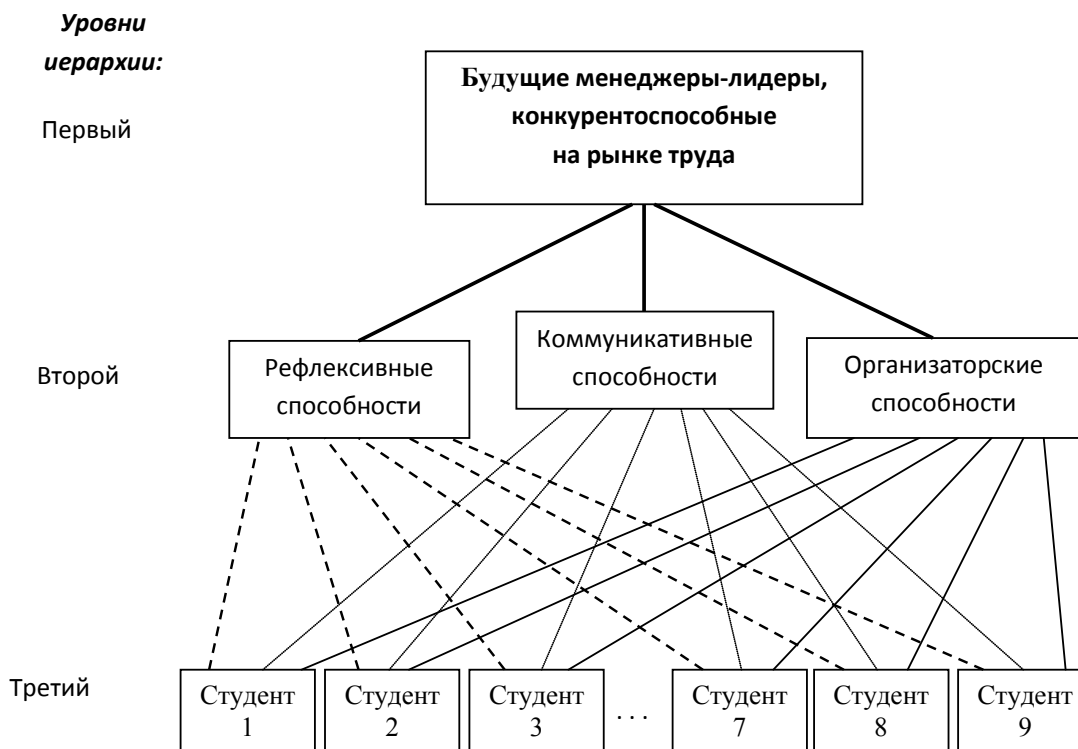 Уровни
иерархии:
Первый
Будущие менеджеры-лидеры,
конкурентоспособные
на рынке труда
Второй
Рефлексивные
способности
Коммуникативные
способности
Организаторские
способности
Третий
Студент
1
Студент
2
Студент
3
. . .
Студент
7
Студент
8
Студент
9